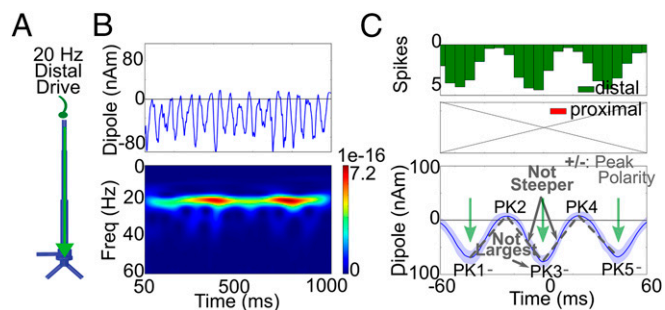 A
20 Hz
Distal
Drive
B
Dipole (nAm)
80
0
-80
Freq (Hz)
0
20
40
60
1e-16
7.2
0
50
500
1000
Time (ms)
C
Spikes
0
5
distal
proximal
+/-: Peak
Polarity
Dipole (nAm)
100
0
100
Not
Steeper
PK2
PK4
Not
Largest
PK1-
PK3-
PK5-
-60
0
60
Time (ms)